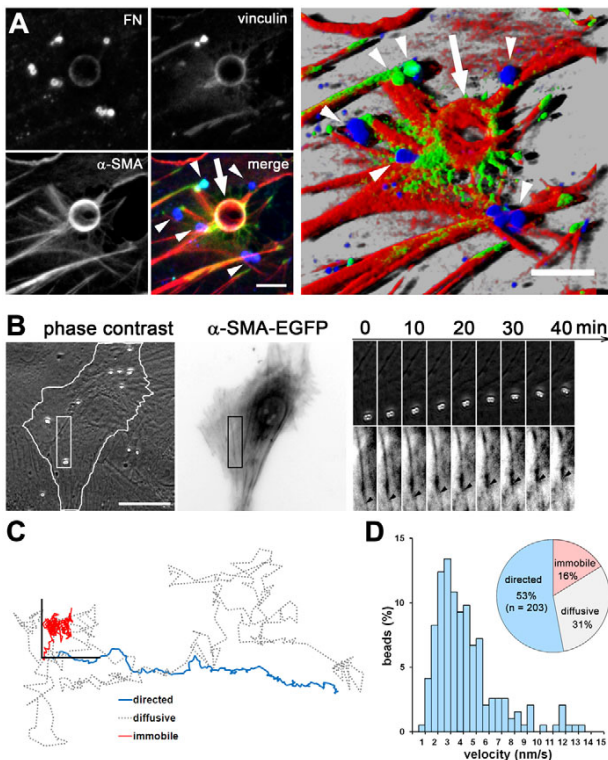 A
FN
vinculin
α-SMA
merge
B
phase contrast
α-SMA-EGFP
0 10 20 30 40 min
C
directed
diffusive
immobile
D
15
10
5
0
beads (%)
1 2 3 4 5 6 7 8 9 10 11 12 13 14 15
velocity (nm/s)
directed
53%
(n = 203)
immobile
16%
diffusive
31%